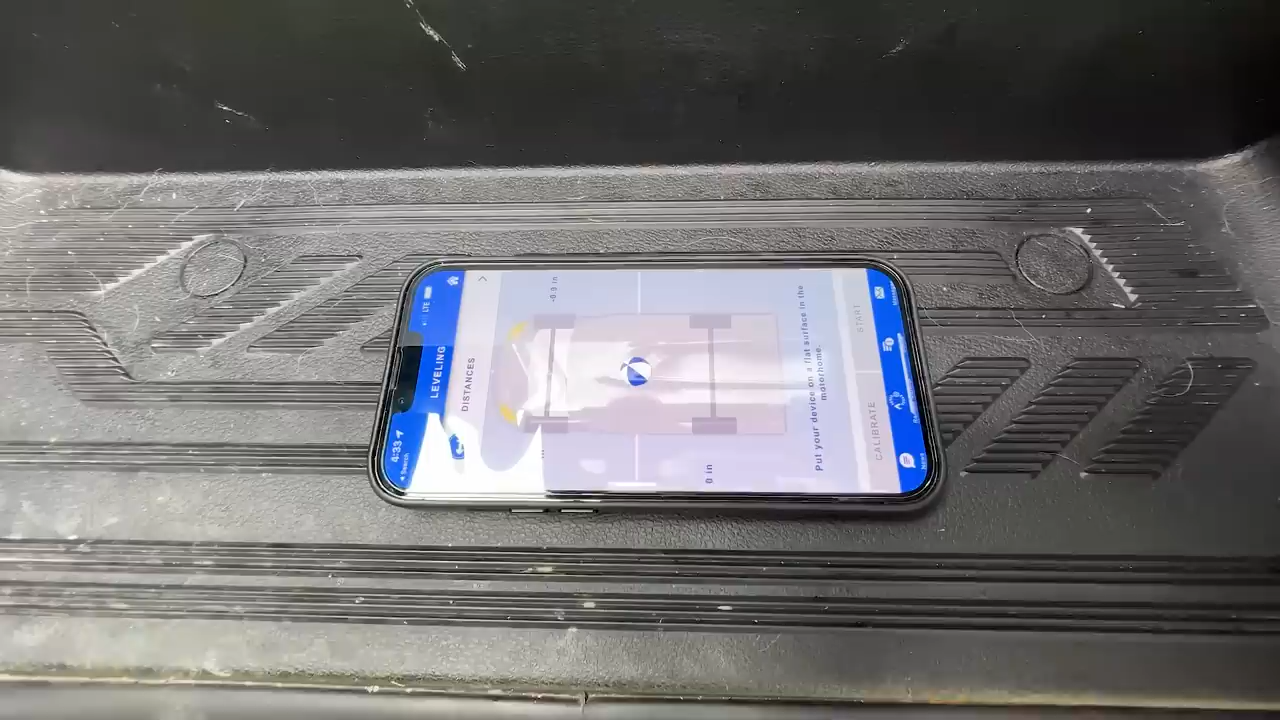 4:33
LTE
Search
LEVELING
DISTANCES
-0.9 in
0 in
Put your device on a flat surface in the
motorhome.
CALIBRATE
START